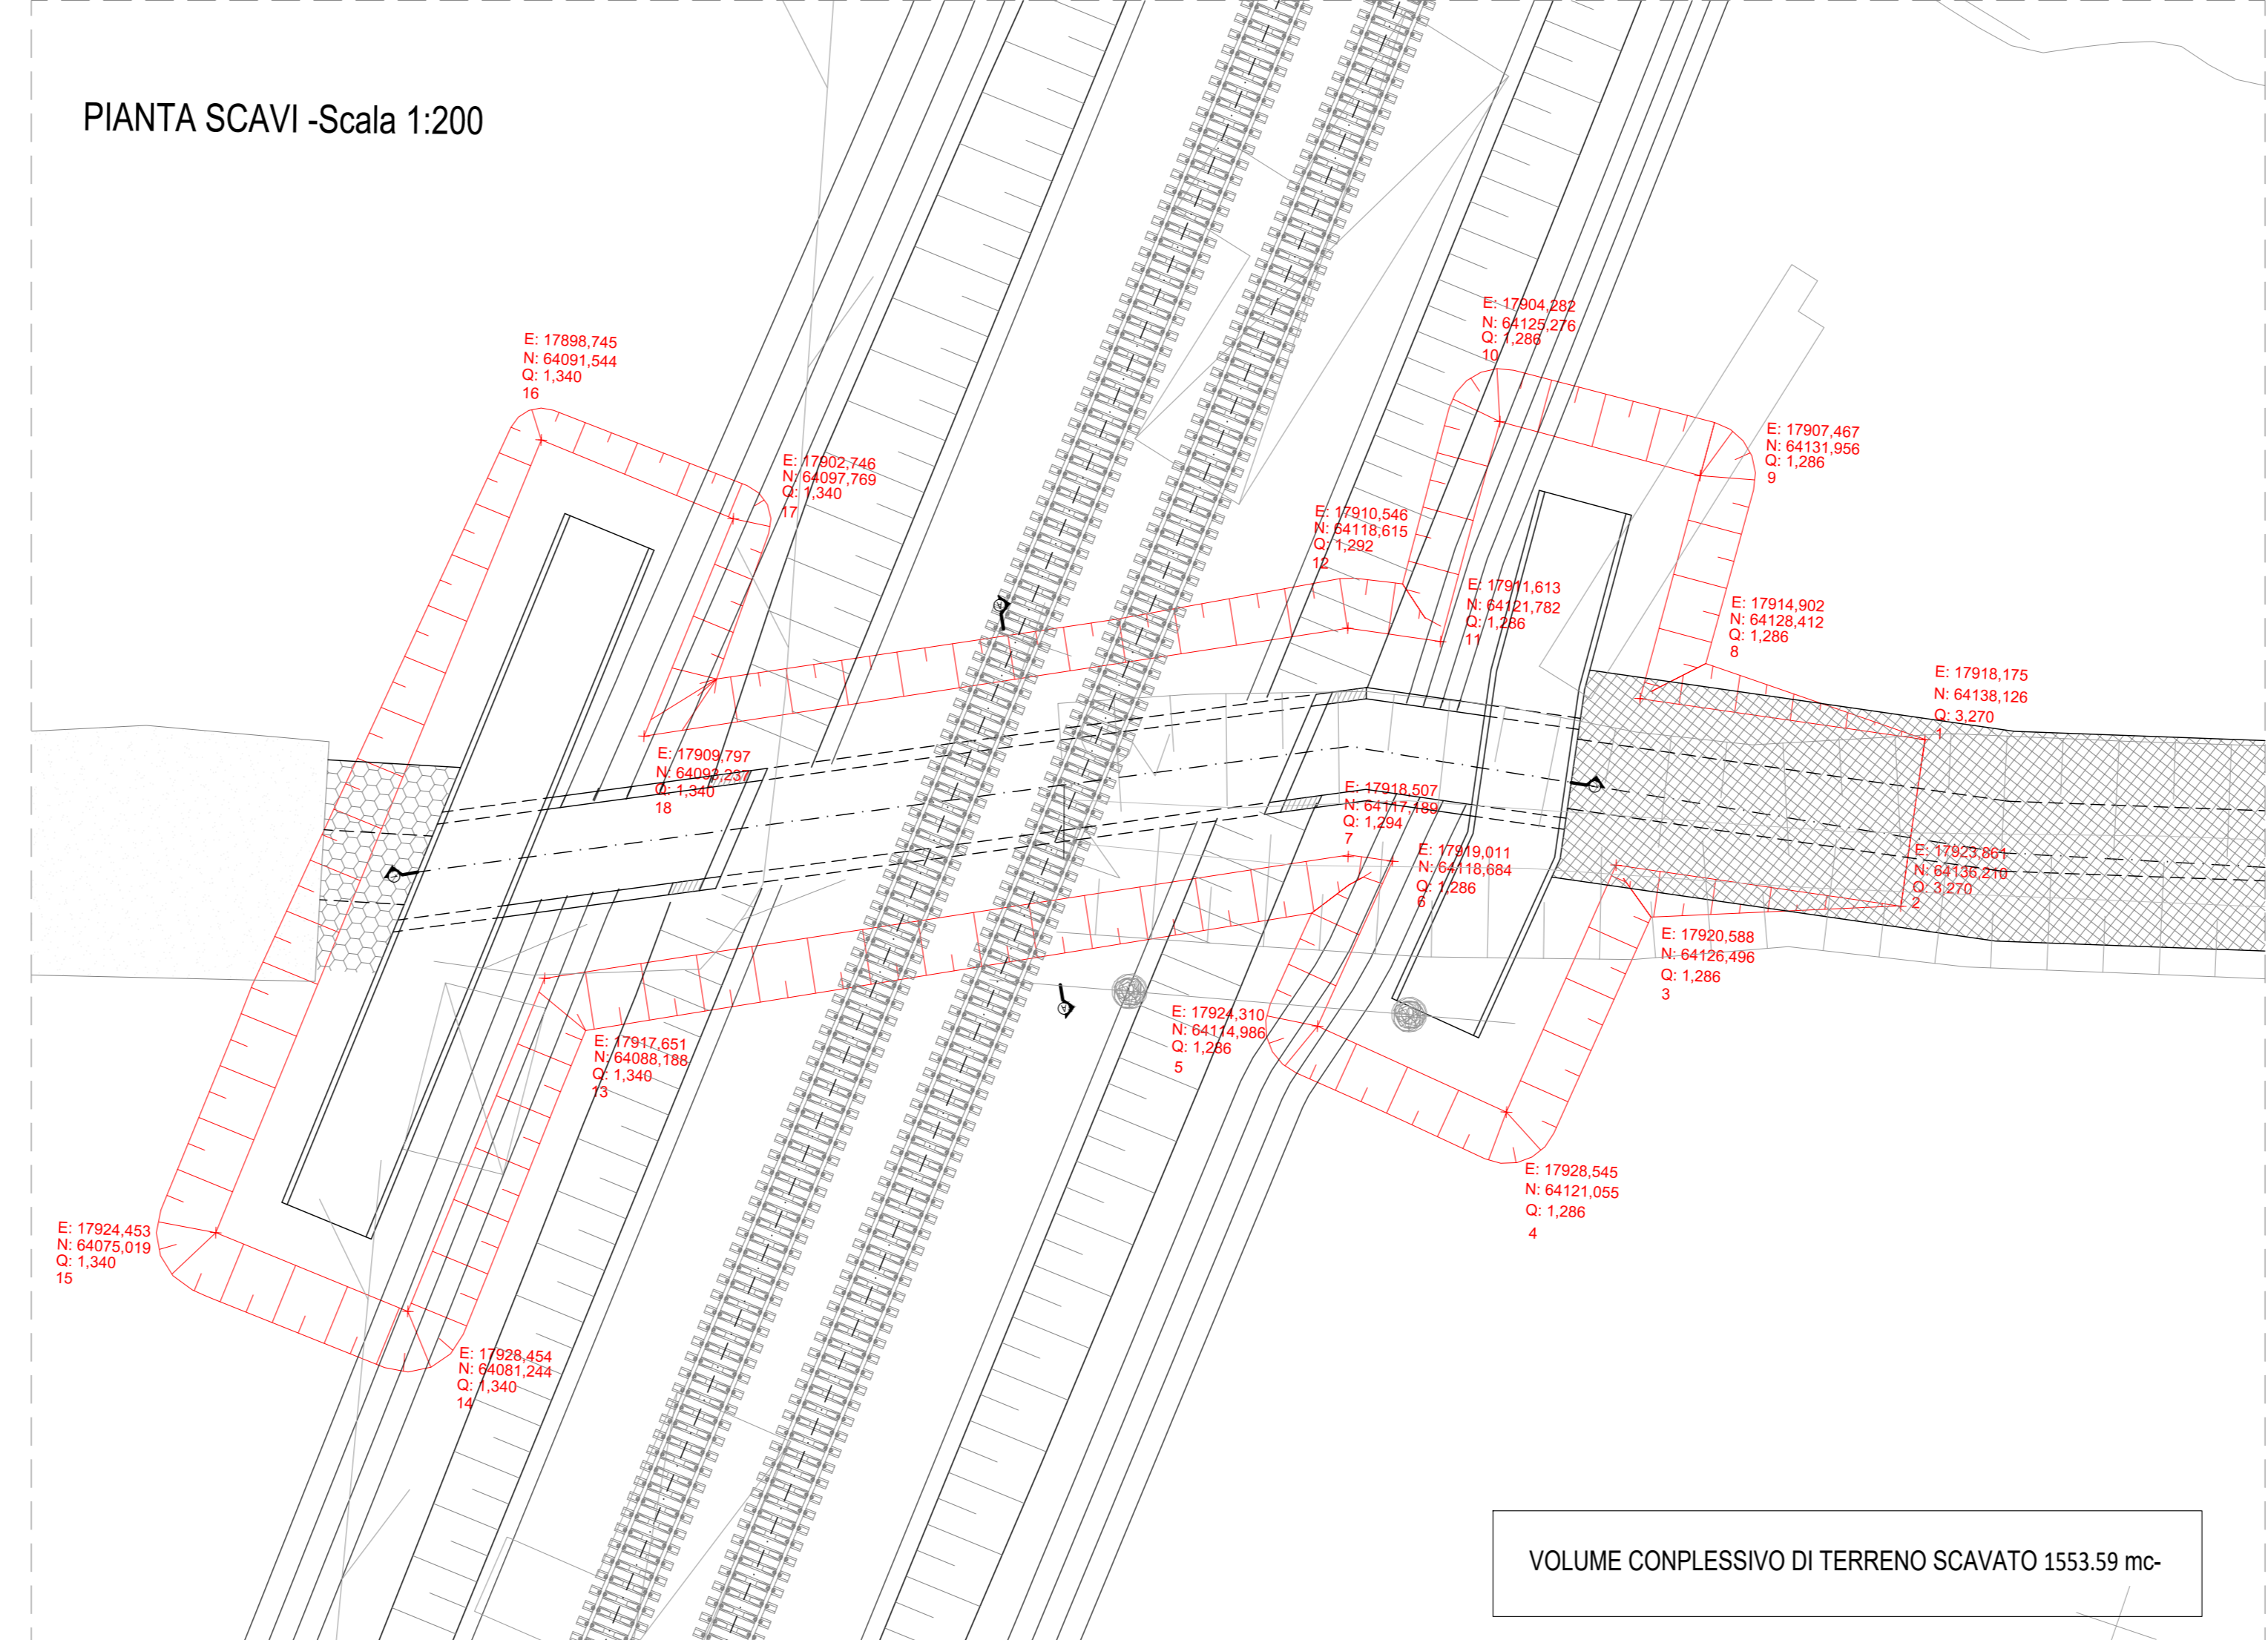 PIANTA SCAVI -Scala 1:200
E: 17904,282
N: 64125,276
Q: 1,286
10
E: 17898,745
N: 64091,544
Q: 1,340
16
E: 17907,467
N: 64131,956
Q: 1,286
9
E: 17902,746
N: 64097,769
Q: 1,340
17
E: 17910,546
N: 64118,615
Q: 1,292
12
E: 17911,613
N: 64121,782
Q: 1,286
11
E: 17914,902
N: 64128,412
Q: 1,286
8
E: 17918,175
N: 64138,126
Q: 3,270
1
E: 17909,797
N: 64093,237
Q: 1,340
18
E: 17918,507
N: 64117,189
Q: 1,294
7
E: 17919,011
N: 64118,684
Q: 1,286
6
E: 17923,861
N: 64136,210
Q: 3,270
2
E: 17920,588
N: 64126,496
Q: 1,286
3
E: 17924,310
N: 64114,986
Q: 1,286
5
E: 17917,651
N: 64088,188
Q: 1,340
13
E: 17928,545
N: 64121,055
Q: 1,286
4
E: 17924,453
N: 64075,019
Q: 1,340
15
E: 17928,454
N: 64081,244
Q: 1,340
14
VOLUME CONPLESSIVO DI TERRENO SCAVATO 1553.59 mc-